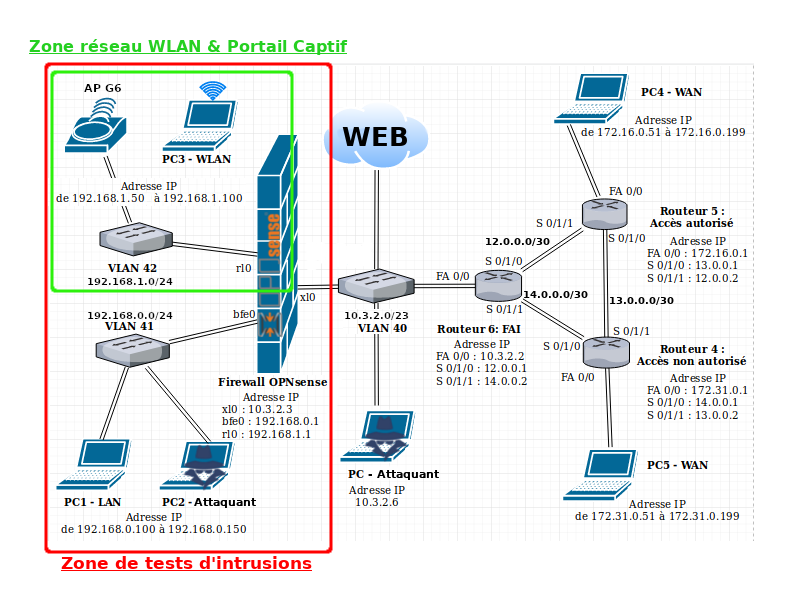 Zone réseau WLAN & Portail Captif
AP G6
PC3 - WLAN
Adresse IP
de 192.168.1.50 à 192.168.1.100
VLAN 42
192.168.1.0/24
rl0
sense
WEB
PC4 - WAN
Adresse IP
de 172.16.0.51 à 172.16.0.199
FA 0/0
S 0/1/1
S 0/1/0
Routeur 5 :
Accès autorisé
Adresse IP
FA 0/0 : 172.16.0.1
S 0/1/0 : 13.0.0.1
S 0/1/1 : 12.0.0.2
12.0.0.0/30
S 0/1/0
FA 0/0
S 0/1/1
14.0.0.0/30
13.0.0.0/30
xl0
10.3.2.0/23
VLAN 40
Routeur 6: FAI
Adresse IP
FA 0/0 : 10.3.2.2
S 0/1/0 : 12.0.0.1
S 0/1/1 : 14.0.0.2
S 0/1/1
S 0/1/0
FA 0/0
Routeur 4 :
Accès non autorisé
Adresse IP
FA 0/0 : 172.31.0.1
S 0/1/0 : 14.0.0.1
S 0/1/1 : 13.0.0.2
192.168.0.0/24
VLAN 41
bfe0
Firewall OPNsense
Adresse IP
xl0 : 10.3.2.3
bfe0 : 192.168.0.1
rl0 : 192.168.1.1
PC1 - LAN
PC2 - Attaquant
Adresse IP
de 192.168.0.100 à 192.168.0.150
PC - Attaquant
Adresse IP
10.3.2.6
PC5 - WAN
Adresse IP
de 172.31.0.51 à 172.31.0.199
Zone de tests d'intrusions